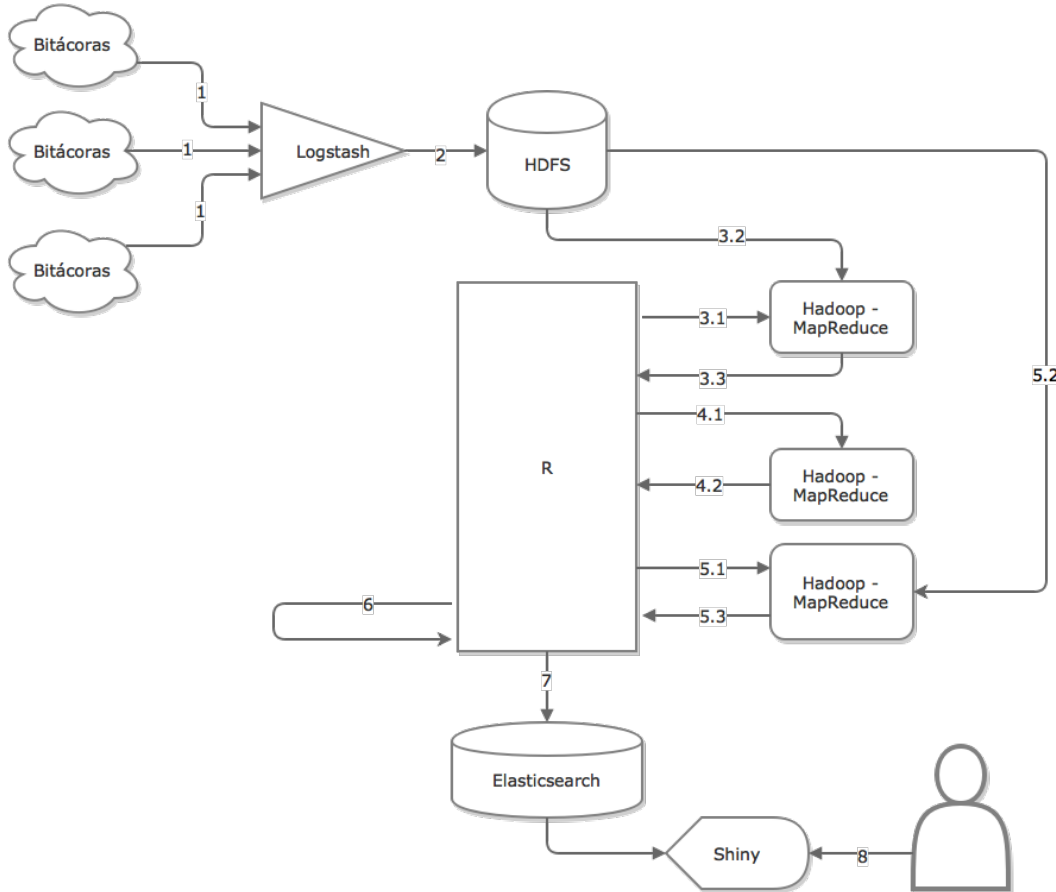 Bitácoras
1
Bitácoras
1
Logstash
2
HDFS
1
Bitácoras
3.2
R
3.1
Hadoop -
MapReduce
3.3
5.2
4.1
Hadoop -
MapReduce
4.2
5.1
Hadoop -
MapReduce
5.3
6
7
Elasticsearch
Shiny
8